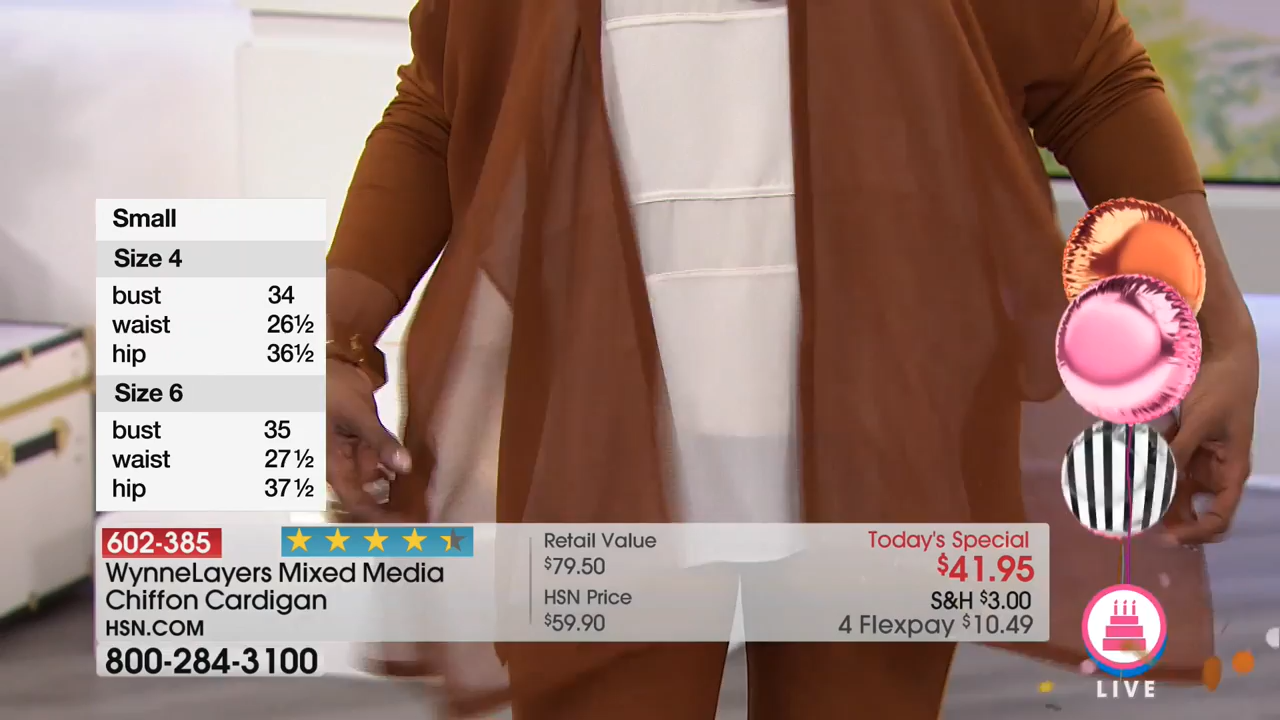 Small
Size 4
bust 34
waist 26½
hip 36½
Size 6
bust 35
waist 27½
hip 37½
602-385
WynneLayers Mixed Media
Chiffon Cardigan
HSN.COM
800-284-3100
Retail Value
$79.50
HSN Price
$59.90
Today's Special
$41.95
S&H $3.00
4 Flexpay $10.49
LIVE